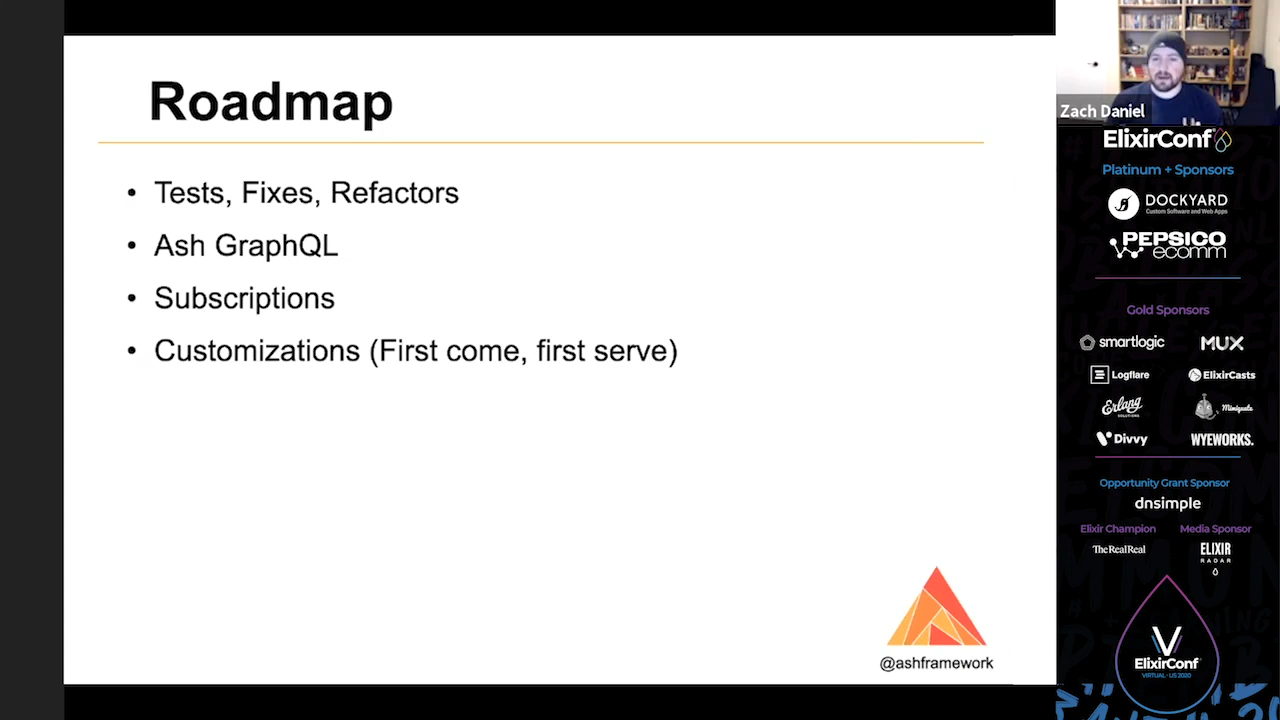 Roadmap
• Tests, Fixes, Refactors
• Ash GraphQL
• Subscriptions
• Customizations (First come, first serve)
@ashframework
Zach Daniel
ElixirConf
Platinum + Sponsors
DOCKYARD
Custom Software and Web Apps
PEPSICO
ecomm
Gold Sponsors
smartlogic
MUX
Logflare
ElixirCasts
Erlang
SOLUTIONS
Miniquate
Divvy
WYEWORKS.
Opportunity Grant Sponsor
dnsimple
Elixir Champion
Media Sponsor
TheRealReal
ELIXIR
RADAR
V
ElixirConf
VIRTUAL - US 2020